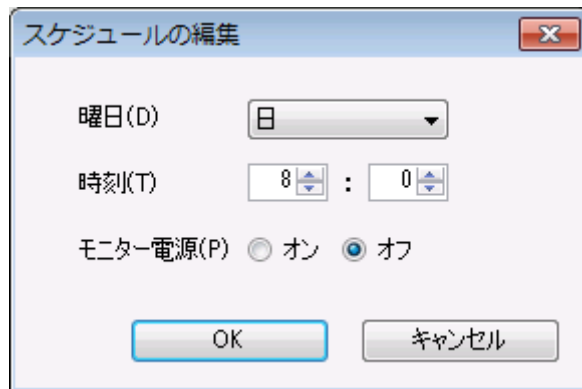 スケジュールの編集
曜日(D) 日
時刻(T) 8 : 0
モニター電源(P) オン オフ
OK キャンセル